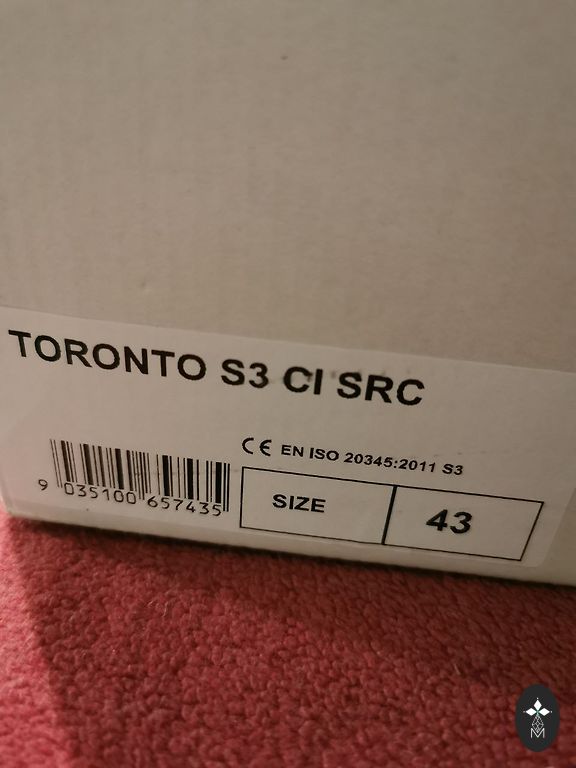 TORONTO S3 CI SRC
CE EN ISO 20345:2011 S3
9 035100 657435
SIZE 43
M